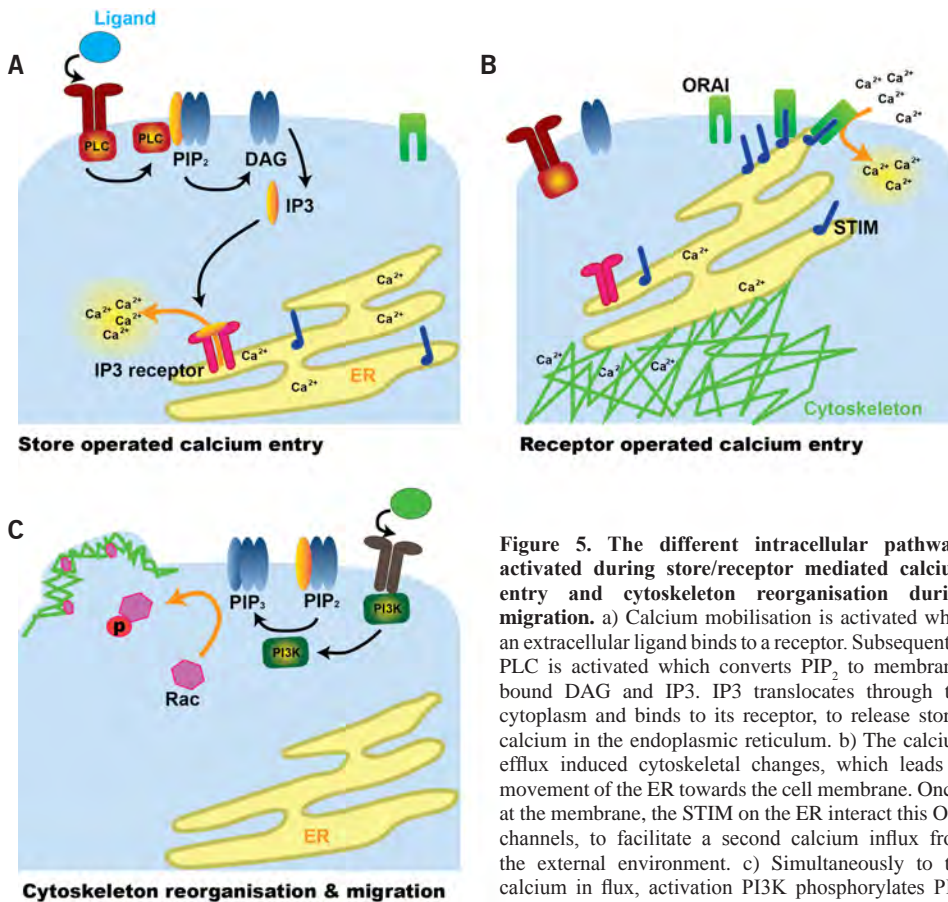 Ligand
A
PLC
PLC
PIP₂
DAG
IP3
Ca²⁺ Ca²⁺
Ca²⁺ Ca²⁺
Ca²⁺
IP3 receptor
Ca²⁺
Ca²⁺
Ca²⁺
Ca²⁺
ER
Store operated calcium entry
B
ORAI
Ca²⁺ Ca²⁺
Ca²⁺
Ca²⁺
Ca²⁺ Ca²⁺
Ca²⁺
STIM
Ca²⁺
Ca²⁺
Ca²⁺
Ca²
Ca²⁺
Cytoskeleton
Receptor operated calcium entry
C
PIP₃
PIP₂
PI3K
PI3K
p
Rac
ER
Cytoskeleton reorganisation & migration
Figure 5. The different intracellular pathwa
activated during store/receptor mediated calciu
entry and cytoskeleton reorganisation duri
migration. a) Calcium mobilisation is activated wh
an extracellular ligand binds to a receptor. Subsequent
PLC is activated which converts PIP₂ to membran
bound DAG and IP3. IP3 translocates through t
cytoplasm and binds to its receptor, to release stor
calcium in the endoplasmic reticulum. b) The calciu
efflux induced cytoskeletal changes, which leads
movement of the ER towards the cell membrane. Onc
at the membrane, the STIM on the ER interact this O
channels, to facilitate a second calcium influx fro
the external environment. c) Simultaneously to t
calcium in flux, activation PI3K phosphorylates PI